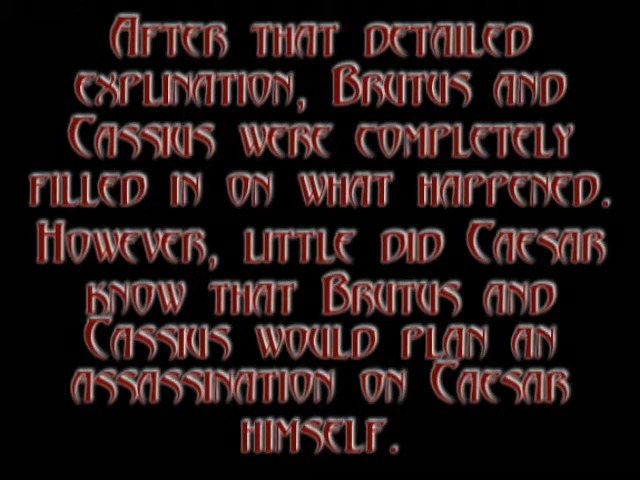 After that detailed
explination, Brutus and
Cassius were completely
filled in on what happened.
However, little did Caesar
know that Brutus and
Cassius would plan an
assassination on Caesar
himself.